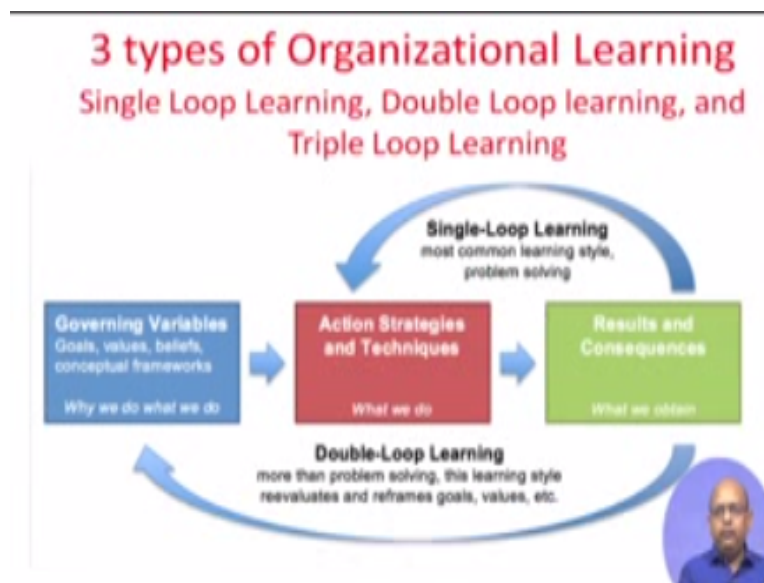 3 types of Organizational Learning
Single Loop Learning, Double Loop learning, and
Triple Loop Learning
Single-Loop Learning
most common learning style,
problem solving
Governing Variables
Goals, values, beliefs,
conceptual frameworks
Why we do what we do
Action Strategies
and Techniques
What we do
Results and
Consequences
What we obtain
Double-Loop Learning
more than problem solving, this learning style
reevaluates and reframes goals, values, etc.